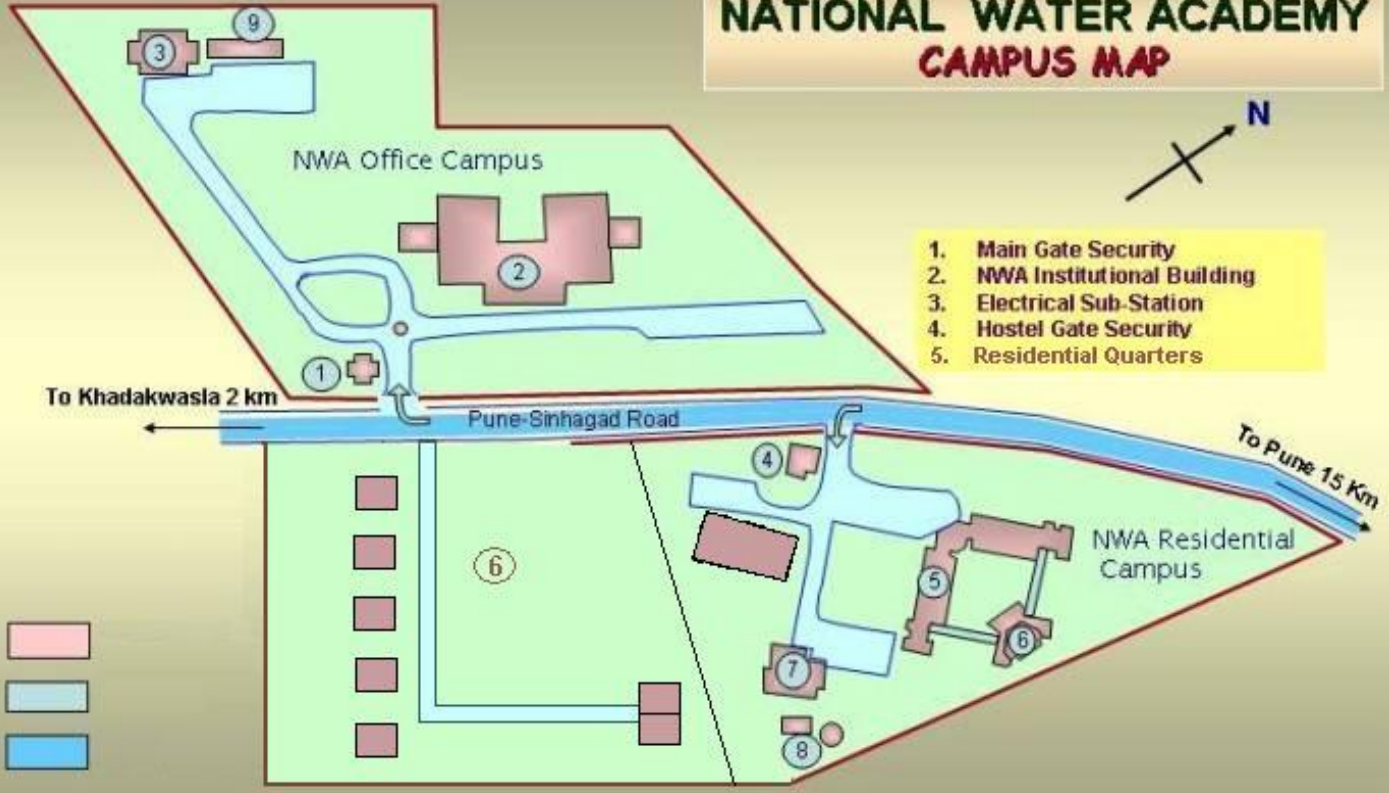 NATIONAL WATER ACADEMY
CAMPUS MAP
N
9
3
NWA Office Campus
2
1. Main Gate Security
2. NWA Institutional Building
3. Electrical Sub-Station
4. Hostel Gate Security
5. Residential Quarters
1
To Khadakwasla 2 km
Pune-Sinhagad Road
To Pune 15 Km
4
NWA Residential
Campus
6
5
6
7
8